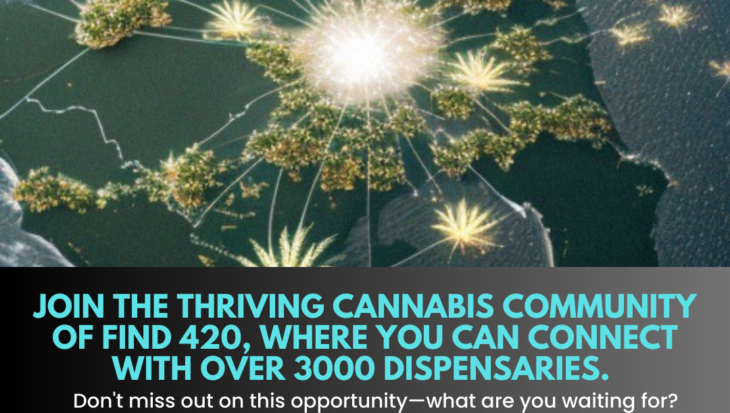 JOIN THE THRIVING CANNABIS COMMUNITY
OF FIND 420, WHERE YOU CAN CONNECT
WITH OVER 3000 DISPENSARIES.
Don't miss out on this opportunity—what are you waiting for?